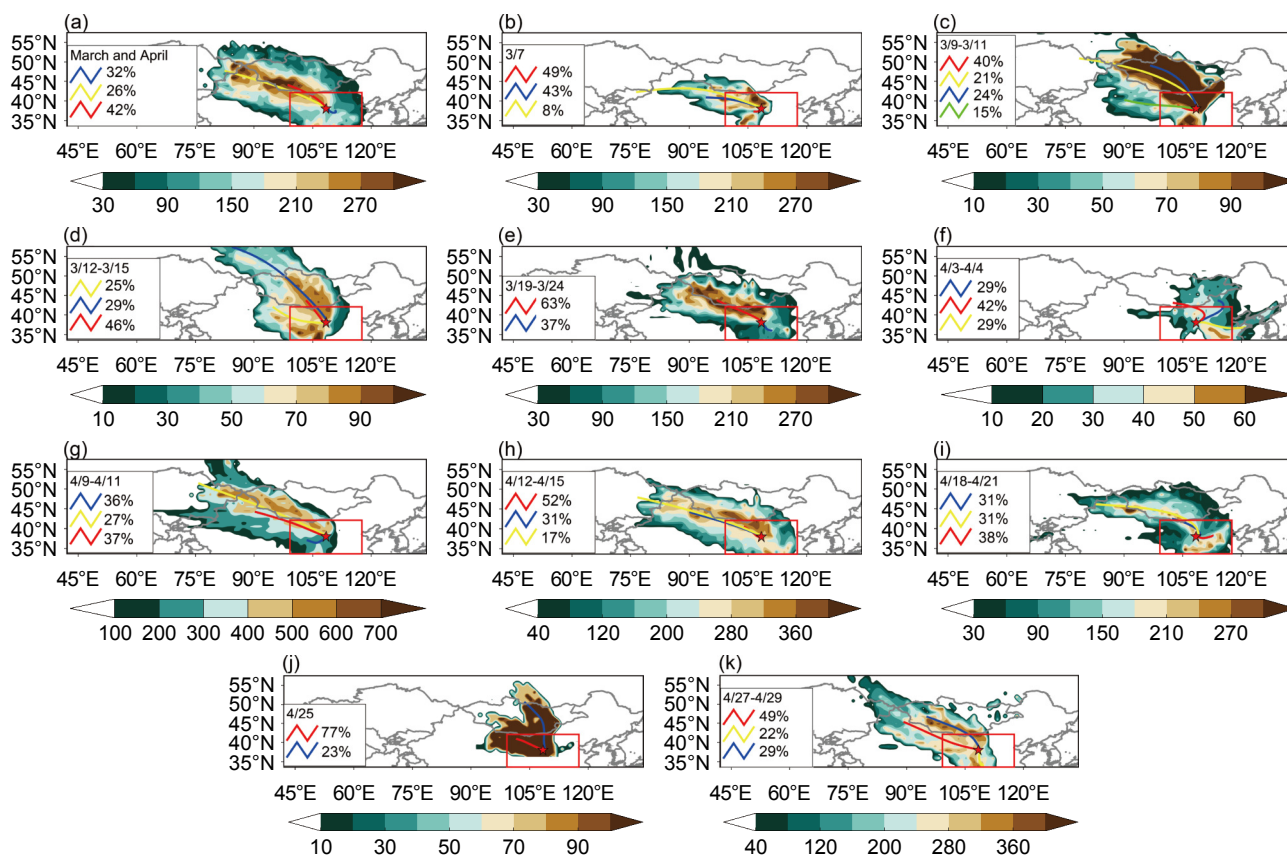 (a)
55°N
50°N
45°N
40°N
35°N
March and April
32%
26%
42%
45°E 60°E 75°E 90°E 105°E 120°E
30 90 150 210 270
(b)
55°N
50°N
45°N
40°N
35°N
3/7
49%
43%
8%
45°E 60°E 75°E 90°E 105°E 120°E
30 90 150 210 270
(c)
55°N
50°N
45°N
40°N
35°N
3/9-3/11
40%
21%
24%
15%
45°E 60°E 75°E 90°E 105°E 120°E
10 30 50 70 90
(d)
55°N
50°N
45°N
40°N
35°N
3/12-3/15
25%
29%
46%
45°E 60°E 75°E 90°E 105°E 120°E
10 30 50 70 90
(e)
55°N
50°N
45°N
40°N
35°N
3/19-3/24
63%
37%
45°E 60°E 75°E 90°E 105°E 120°E
30 90 150 210 270
(f)
55°N
50°N
45°N
40°N
35°N
4/3-4/4
29%
42%
29%
45°E 60°E 75°E 90°E 105°E 120°E
10 20 30 40 50 60
(g)
55°N
50°N
45°N
40°N
35°N
4/9-4/11
36%
27%
37%
45°E 60°E 75°E 90°E 105°E 120°E
100 200 300 400 500 600 700
(h)
55°N
50°N
45°N
40°N
35°N
4/12-4/15
52%
31%
17%
45°E 60°E 75°E 90°E 105°E 120°E
40 120 200 280 360
(i)
55°N
50°N
45°N
40°N
35°N
4/18-4/21
31%
31%
38%
45°E 60°E 75°E 90°E 105°E 120°E
30 90 150 210 270
(j)
55°N
50°N
45°N
40°N
35°N
4/25
77%
23%
45°E 60°E 75°E 90°E 105°E 120°E
10 30 50 70 90
(k)
55°N
50°N
45°N
40°N
35°N
4/27-4/29
49%
22%
29%
45°E 60°E 75°E 90°E 105°E 120°E
40 120 200 280 360